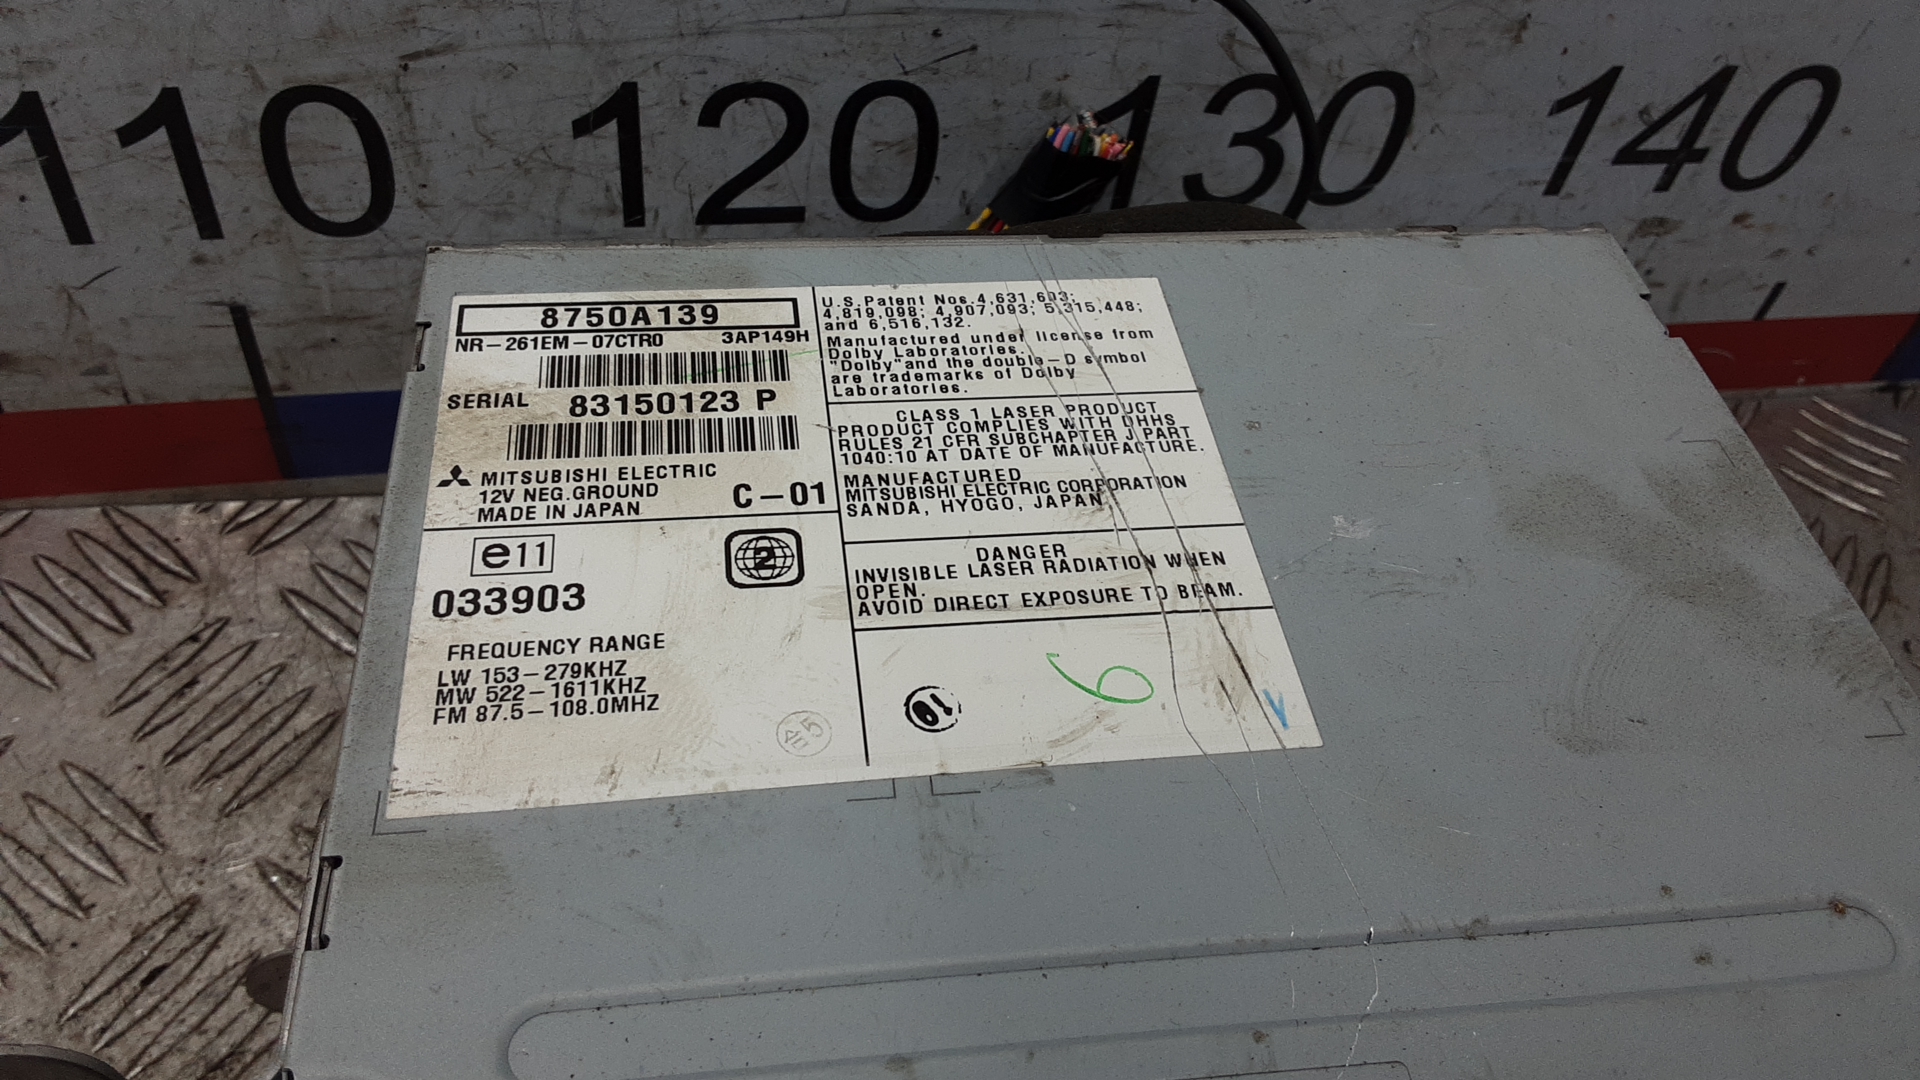 110 120 130 140
8750A139
NR-261EM-07CTR0 3AP149H
SERIAL 83150123 P
MITSUBISHI ELECTRIC
12V NEG.GROUND
MADE IN JAPAN
C-01
e11
2
033903
FREQUENCY RANGE
LW 153-279KHZ
MW 522-1611KHZ
FM 87.5-108.0MHZ
U.S.Patent Nos.4,631,603;
4,819,098; 4,907,093; 5,315,448;
and 6,516,132.
Manufactured under license from
Dolby Laboratories.
"Dolby"and the double-D symbol
are trademarks of Dolby
Laboratories.
CLASS 1 LASER PRODUCT
PRODUCT COMPLIES WITH DHHS
RULES 21 CFR SUBCHAPTER J PART
1040:10 AT DATE OF MANUFACTURE.
MANUFACTURED
MITSUBISHI ELECTRIC CORPORATION
SANDA, HYOGO, JAPAN
DANGER
INVISIBLE LASER RADIATION WHEN
OPEN.
AVOID DIRECT EXPOSURE TO BEAM.